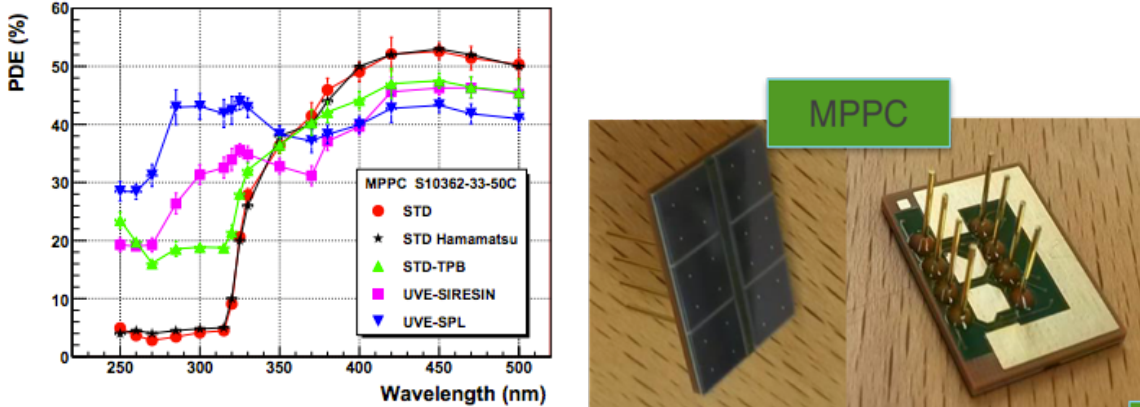 PDE (%)
60
50
40
30
20
10
0
MPPC S10362-33-50C
STD
STD Hamamatsu
STD-TPB
UVE-SIRESIN
UVE-SPL
250
300
350
400
450
500
Wavelength (nm)
MPPC